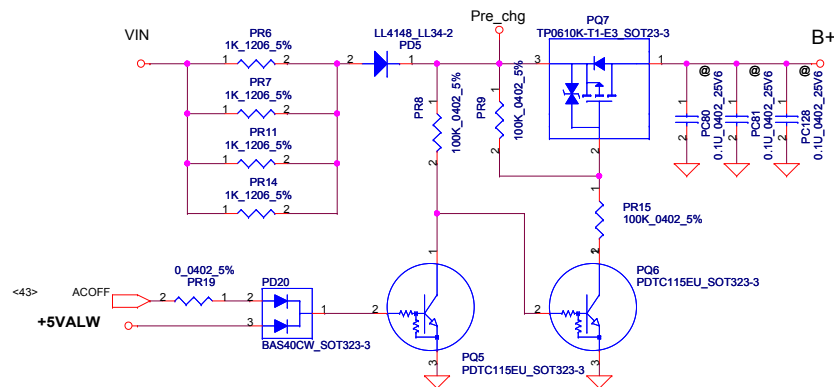 VIN
PR6
1K_1206_5%
1
2
PR7
1K_1206_5%
1
2
PR11
1K_1206_5%
1
2
PR14
1K_1206_5%
1
2
LL4148_LL34-2
PD5
2
1
Pre_chg
PQ7
TP0610K-T1-E3_SOT23-3
3
1
2
B+
PR8
100K_0402_5%
1
2
PR9
100K_0402_5%
1
2
@
PC80
0.1U_0402_25V6
1
2
@
PC81
0.1U_0402_25V6
1
2
@
PC128
0.1U_0402_25V6
1
2
PR15
100K_0402_5%
1
2
<43>
ACOFF
0_0402_5%
PR19
2
1
+5VALW
PD20
2
3
1
BAS40CW_SOT323-3
1
2
3
PQ5
PDTC115EU_SOT323-3
PQ6
PDTC115EU_SOT323-3
2
2
3